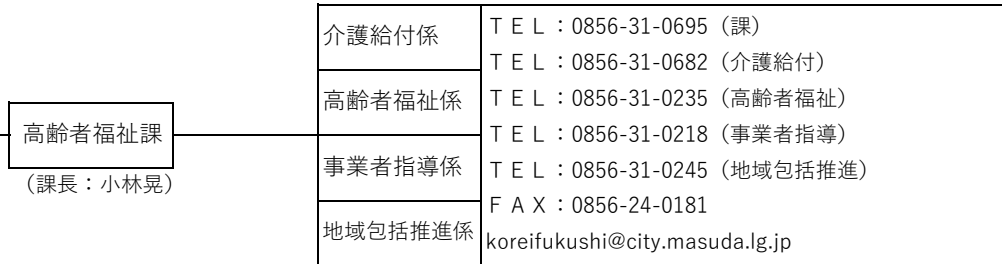 高齢者福祉課
（課長：小林晃）
介護給付係
高齢者福祉係
事業者指導係
地域包括推進係
ＴＥＬ：0856-31-0695（課）
ＴＥＬ：0856-31-0682（介護給付）
ＴＥＬ：0856-31-0235（高齢者福祉）
ＴＥＬ：0856-31-0218（事業者指導）
ＴＥＬ：0856-31-0245（地域包括推進）
ＦＡＸ：0856-24-0181
koreifukushi@city.masuda.lg.jp